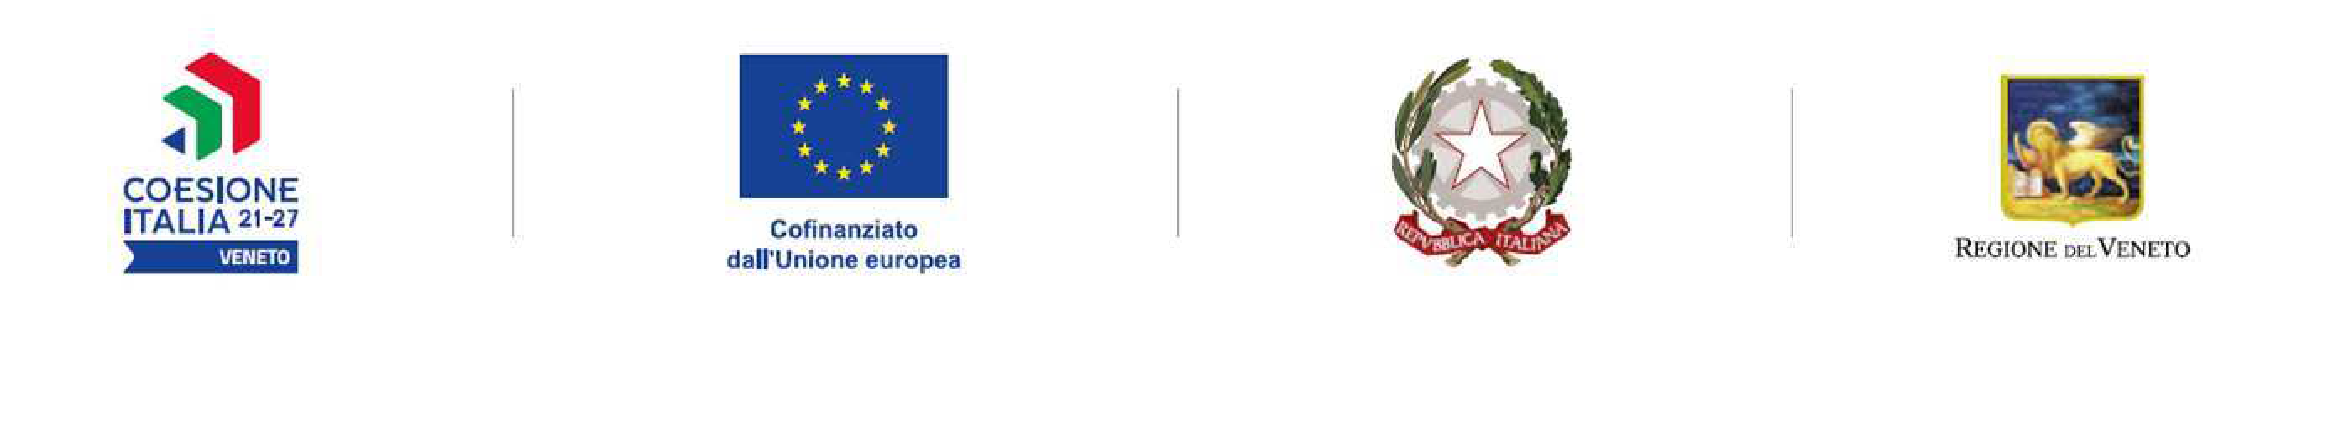 COESIONE
ITALIA 21-27
VENETO
Cofinanziato
dall'Unione europea
REPVBBLICA ITALIANA
REGIONE DEL VENETO